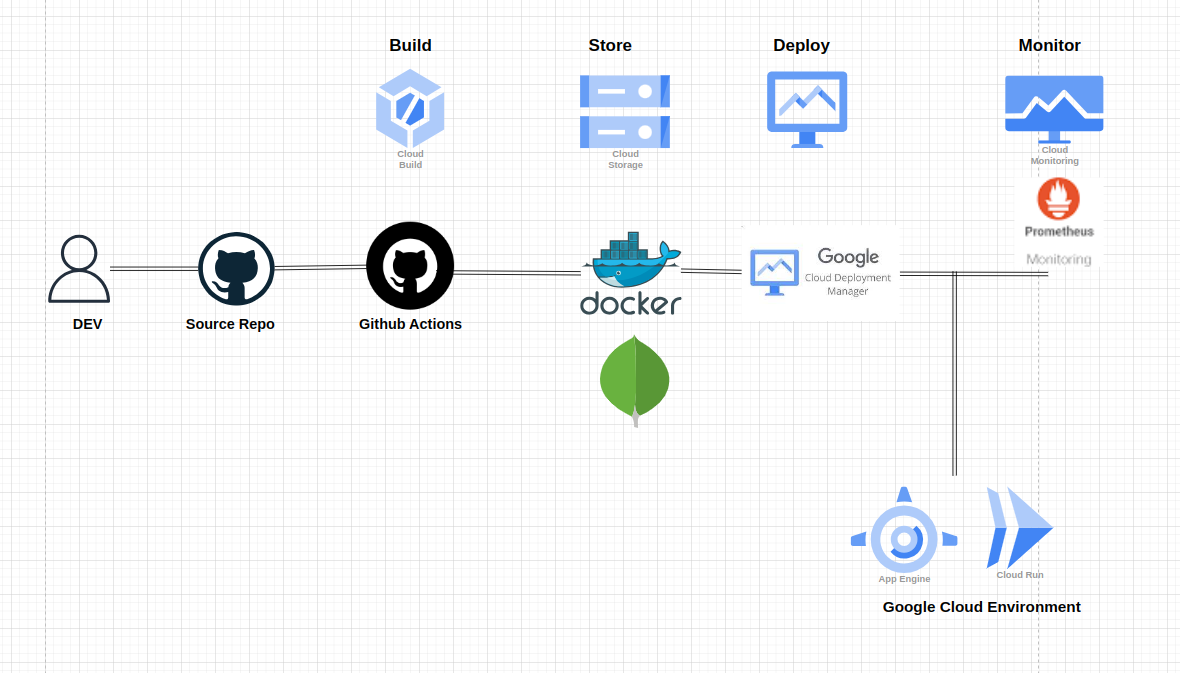 Build
Store
Deploy
Monitor
Cloud
Build
Cloud
Storage
Cloud
Monitoring
Prometheus
Monitoring
docker
Google
Cloud Deployment
Manager
DEV
Source Repo
Github Actions
App Engine
Cloud Run
Google Cloud Environment